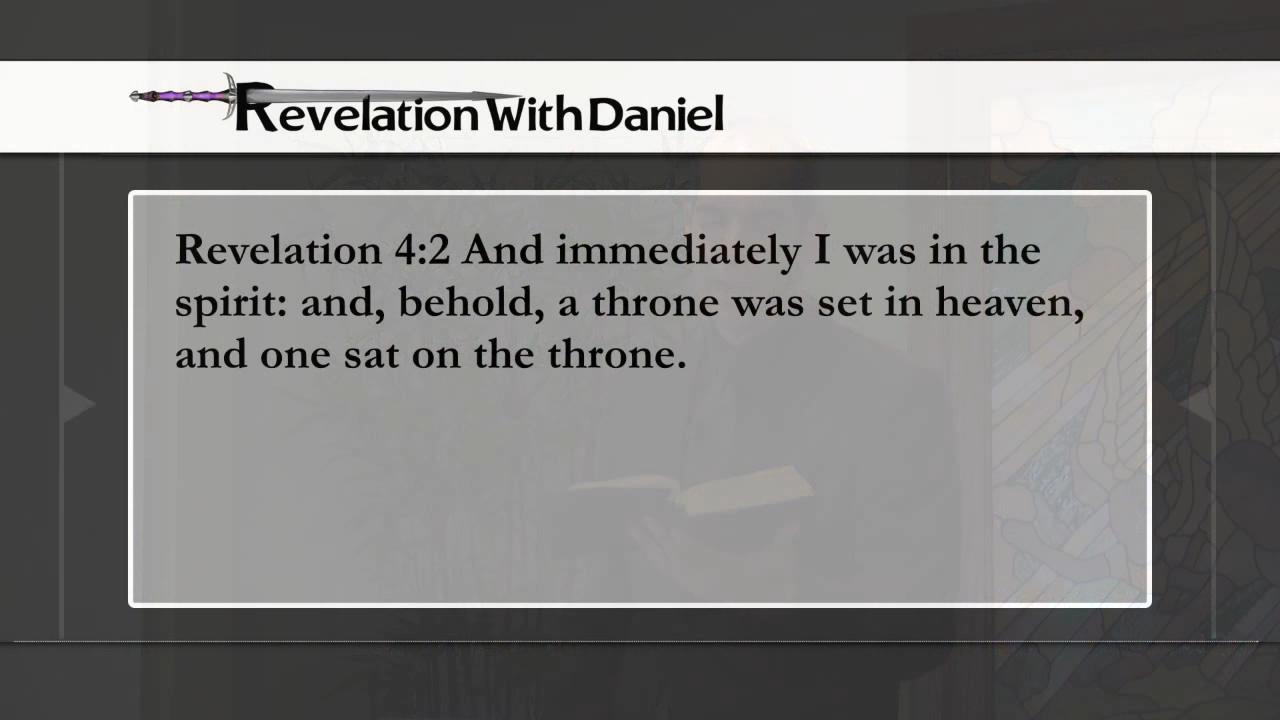 Revelation With Daniel
Revelation 4:2 And immediately I was in the
spirit: and, behold, a throne was set in heaven,
and one sat on the throne.